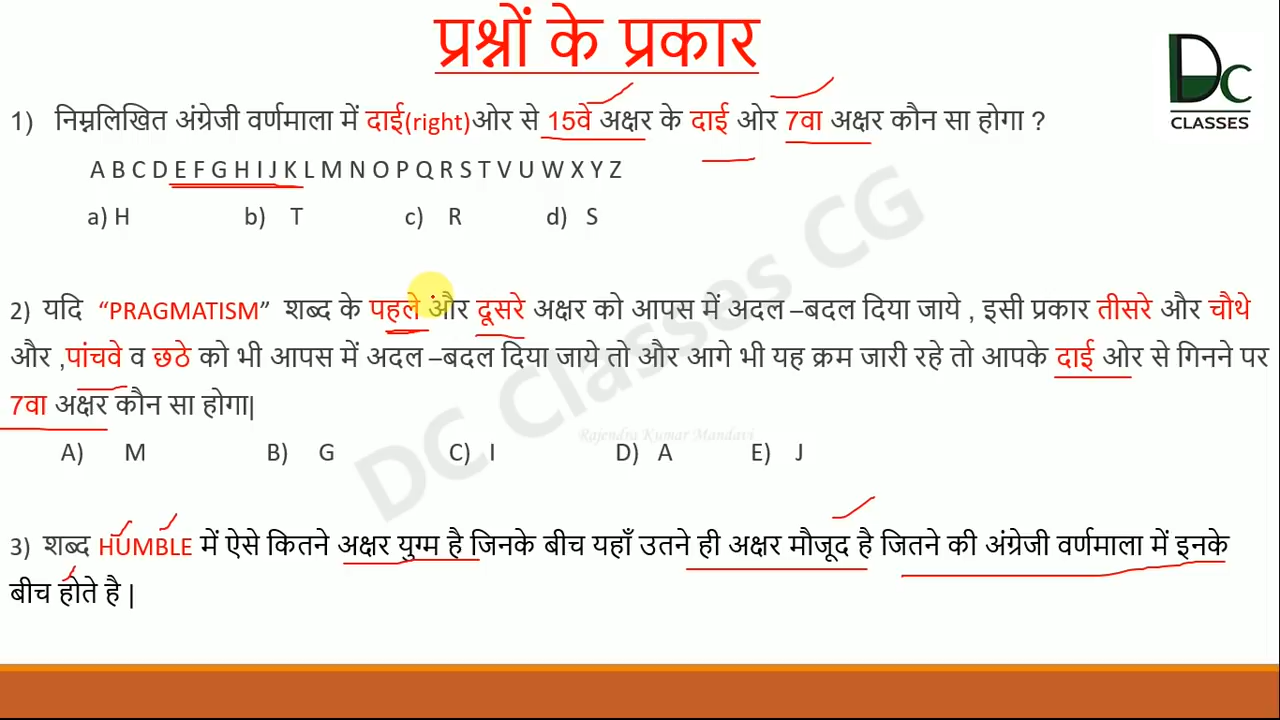 प्रश्नों के प्रकार
DC
CLASSES
1) निम्नलिखित अंग्रेजी वर्णमाला में दाई(right)ओर से 15वे अक्षर के दाई ओर 7वा अक्षर कौन सा होगा ?
A B C D E F G H I J K L M N O P Q R S T V U W X Y Z
a) H b) T c) R d) S
2) यदि “PRAGMATISM” शब्द के पहले और दूसरे अक्षर को आपस में अदल –बदल दिया जाये , इसी प्रकार तीसरे और चौथे
और ,पांचवे व छठे को भी आपस में अदल –बदल दिया जाये तो और आगे भी यह क्रम जारी रहे तो आपके दाई ओर से गिनने पर
7वा अक्षर कौन सा होगा|
Rajendra Kumar Mandavi
A) M B) G C) I D) A E) J
3) शब्द HUMBLE में ऐसे कितने अक्षर युग्म है जिनके बीच यहाँ उतने ही अक्षर मौजूद है जितने की अंग्रेजी वर्णमाला में इनके
बीच होते है |
DC Classes CG